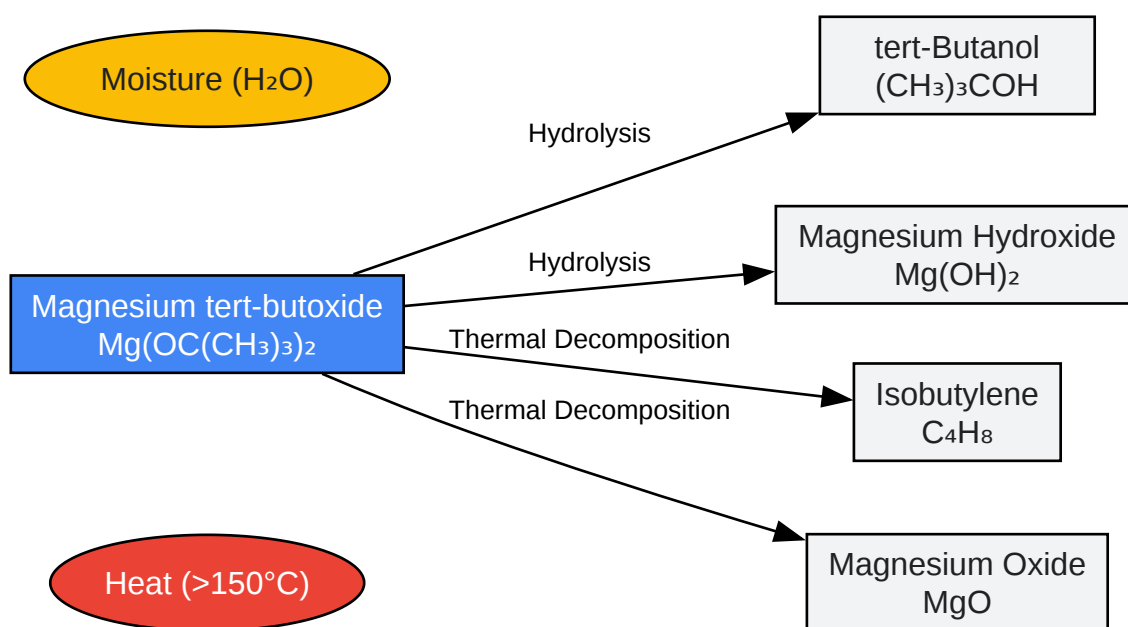 Moisture (H₂O)
tert-Butanol
(CH₃)₃COH
Hydrolysis
Magnesium Hydroxide
Mg(OH)₂
Hydrolysis
Magnesium tert-butoxide
Mg(OC(CH₃)₃)₂
Thermal Decomposition
Isobutylene
C₄H₈
Thermal Decomposition
Heat (>150°C)
Magnesium Oxide
MgO